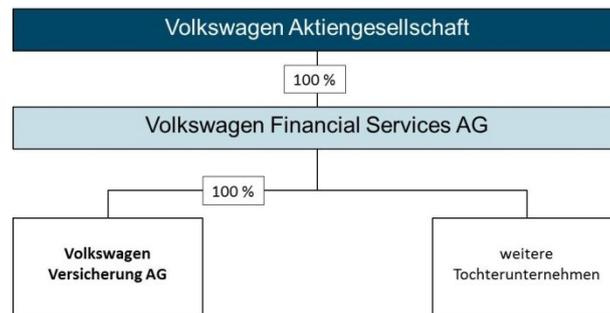 Volkswagen Aktiengesellschaft
100 %
Volkswagen Financial Services AG
100 %
Volkswagen
Versicherung AG
weitere
Tochterunternehmen